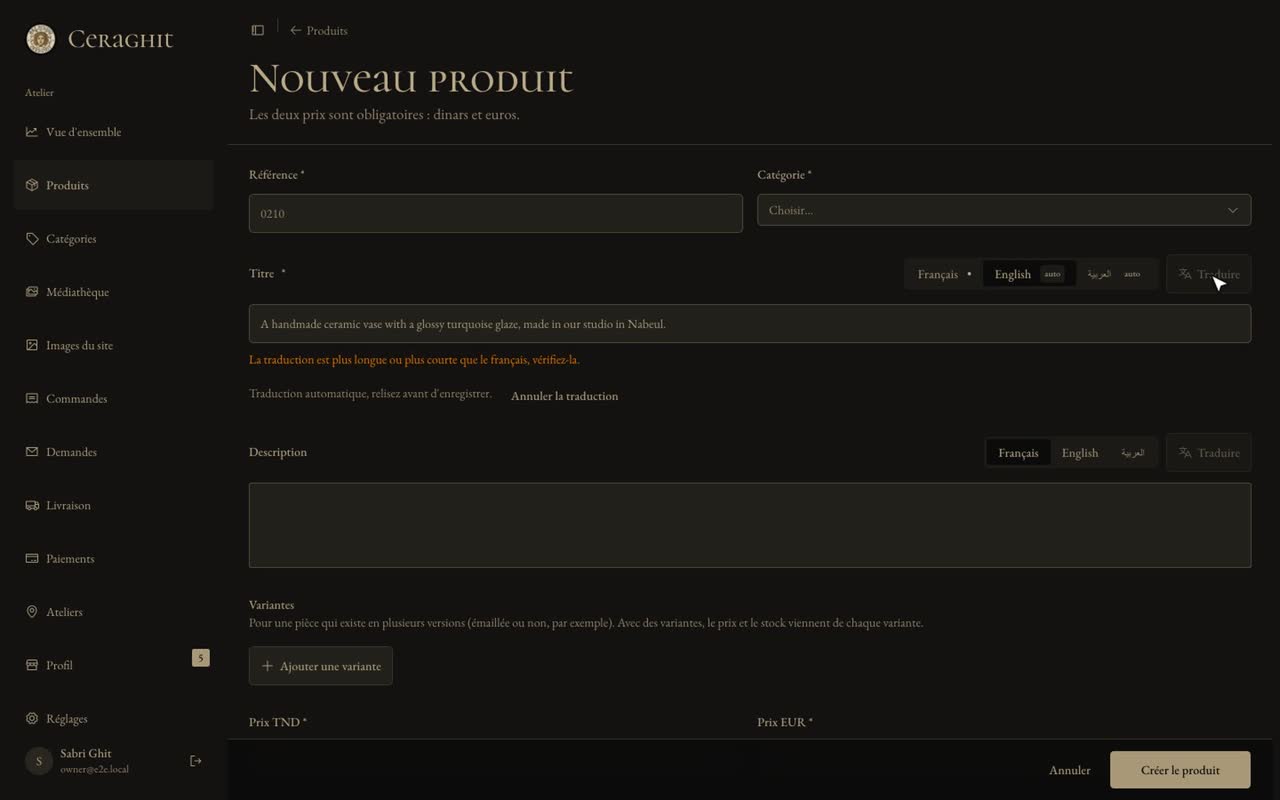 Ceraghit
Atelier
Vue d'ensemble
Produits
Catégories
Médiathèque
Images du site
Commandes
Demandes
Livraison
Paiements
Ateliers
Profil 5
Réglages
S Sabri Ghit
owner@e2e.local
← Produits
Nouveau produit
Les deux prix sont obligatoires : dinars et euros.
Référence * Catégorie *
0210 Choisir...
Titre * Français • English auto العربية auto Traduire
A handmade ceramic vase with a glossy turquoise glaze, made in our studio in Nabeul.
La traduction est plus longue ou plus courte que le français, vérifiez-la.
Traduction automatique, relisez avant d'enregistrer. Annuler la traduction
Description Français English العربية Traduire
Variantes
Pour une pièce qui existe en plusieurs versions (émaillée ou non, par exemple). Avec des variantes, le prix et le stock viennent de chaque variante.
+ Ajouter une variante
Prix TND * Prix EUR *
Annuler Créer le produit